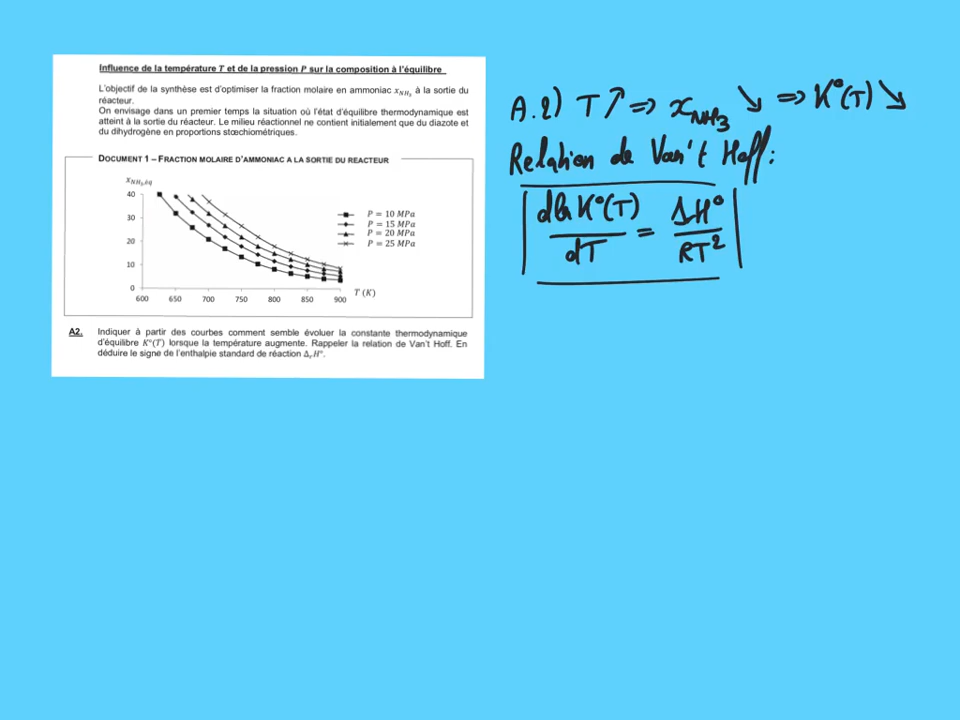 Influence de la température T et de la pression P sur la composition à l'équilibre
L'objectif de la synthèse est d'optimiser la fraction molaire en ammoniac x_NH₃ à la sortie du
réacteur.
On envisage dans un premier temps la situation où l'état d'équilibre thermodynamique est
atteint à la sortie du réacteur. Le milieu réactionnel ne contient initialement que du diazote et
du dihydrogène en proportions stœchiométriques.
DOCUMENT 1 – FRACTION MOLAIRE D'AMMONIAC A LA SORTIE DU REACTEUR
x_NH₃,éq
40
30
20
10
0
600 650 700 750 800 850 900
T (K)
P = 10 MPa
P = 15 MPa
P = 20 MPa
P = 25 MPa
A2. Indiquer à partir des courbes comment semble évoluer la constante thermodynamique
d'équilibre K°(T) lorsque la température augmente. Rappeler la relation de Van't Hoff. En
déduire le signe de l'enthalpie standard de réaction ΔᵣH°.
A.2) T ↗ ⇒ x_NH3 ↘ ⇒ K°(T) ↘
Relation de Van't Hoff :
dln K°(T) / dT = ΔH° / RT²